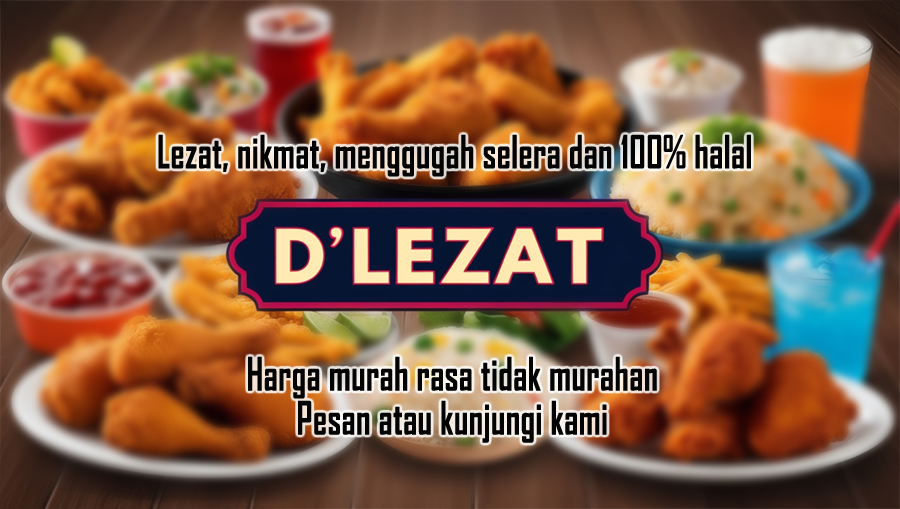 Lezat, nikmat, menggugah selera dan 100% halal
D'LEZAT
Harga murah rasa tidak murahan
Pesan atau kunjungi kami